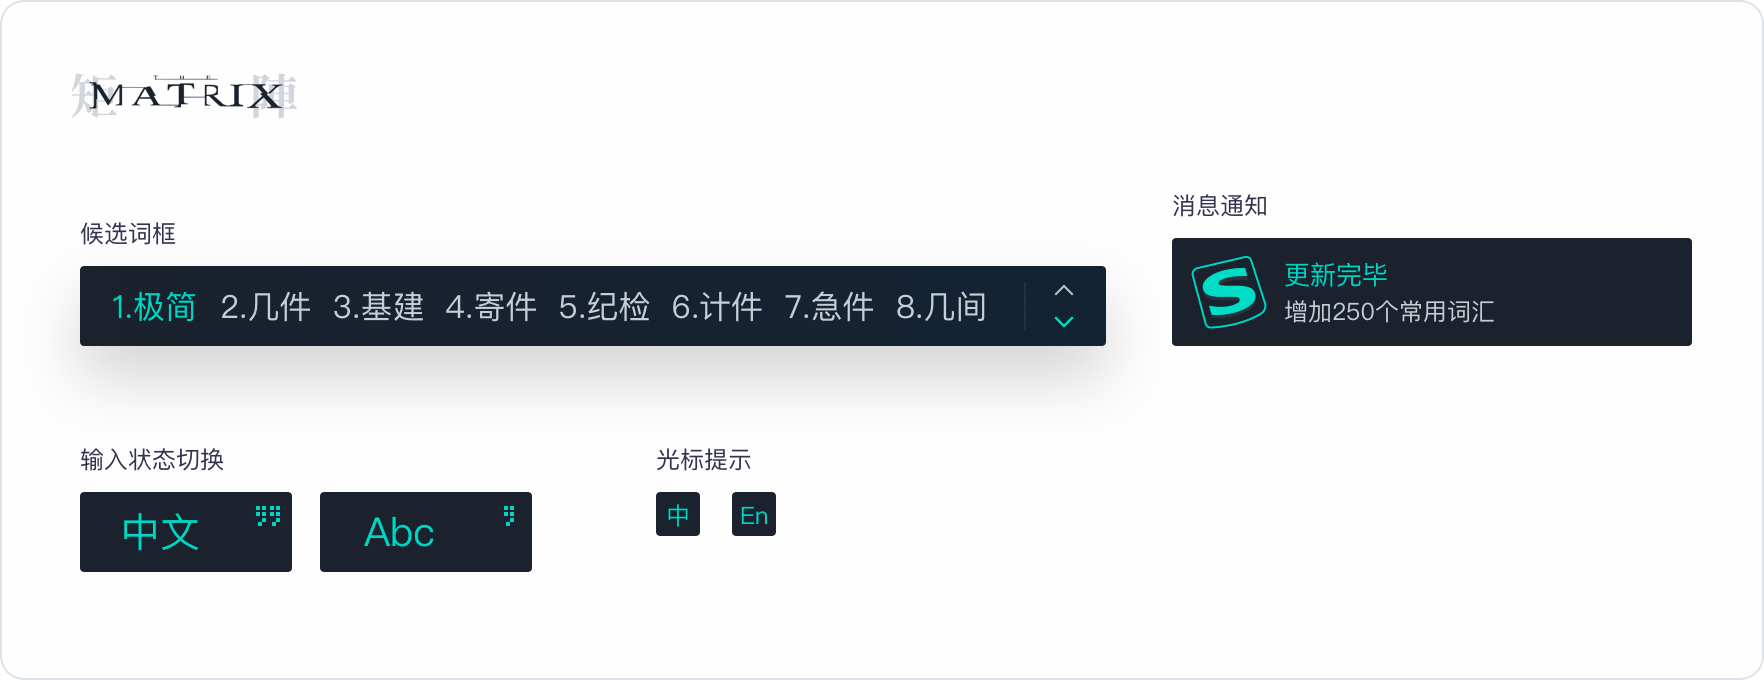 矩 THE 陣
MATRIX
候选词框
1.极简 2.几件 3.基建 4.寄件 5.纪检 6.计件 7.急件 8.几间
消息通知
S
更新完毕
增加250个常用词汇
输入状态切换
中文
Abc
光标提示
中
En